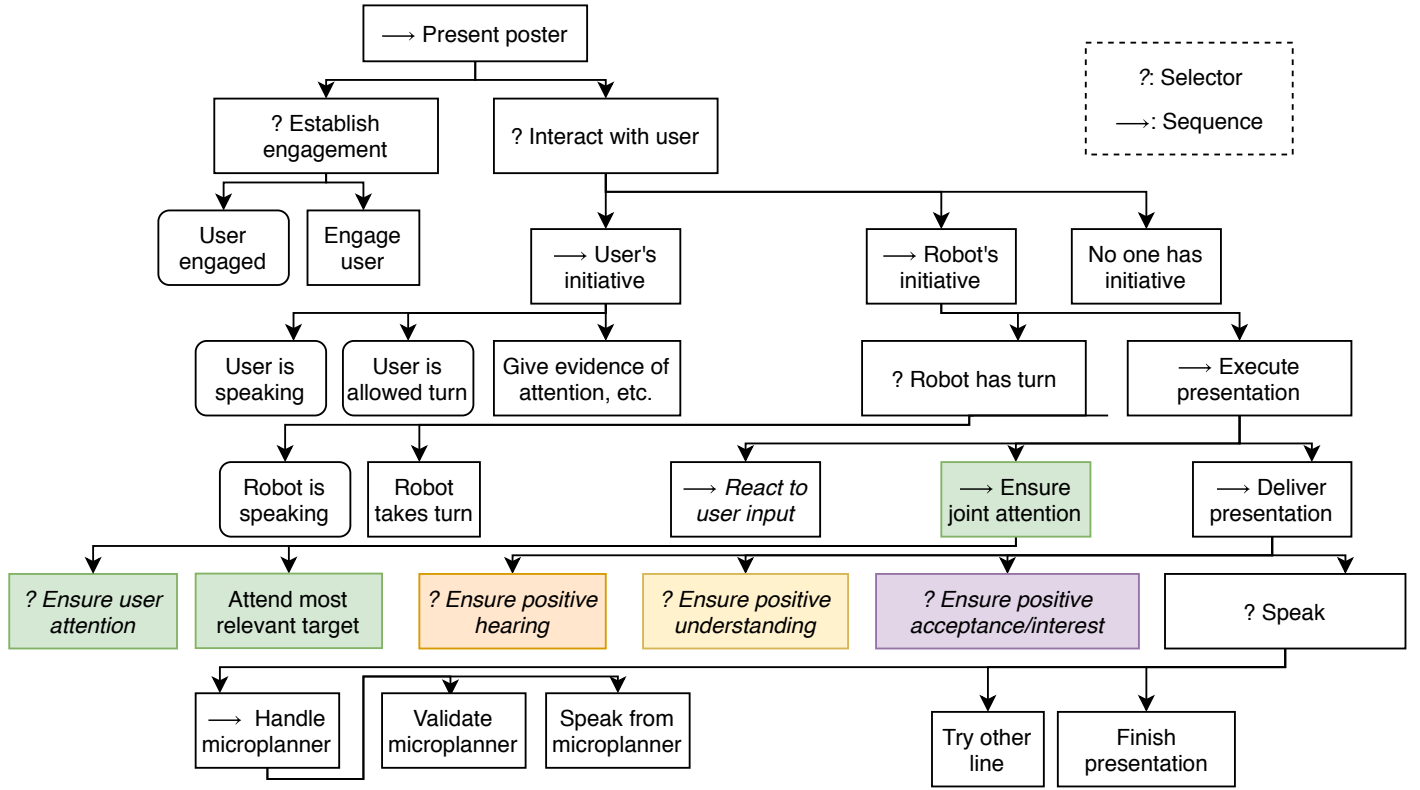 ⟶ Present poster
?: Selector
⟶: Sequence
? Establish
engagement
? Interact with user
User
engaged
Engage
user
⟶ User's
initiative
⟶ Robot's
initiative
No one has
initiative
User is
speaking
User is
allowed turn
Give evidence of
attention, etc.
? Robot has turn
⟶ Execute
presentation
Robot is
speaking
Robot
takes turn
⟶ React to
user input
⟶ Ensure
joint attention
⟶ Deliver
presentation
? Ensure user
attention
Attend most
relevant target
? Ensure positive
hearing
? Ensure positive
understanding
? Ensure positive
acceptance/interest
? Speak
⟶ Handle
microplanner
Validate
microplanner
Speak from
microplanner
Try other
line
Finish
presentation